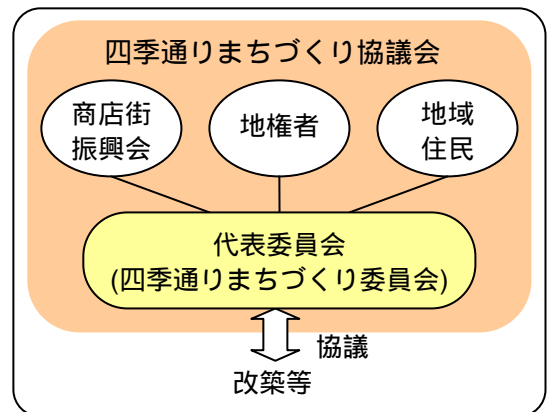 四季通りまちづくり協議会
商店街
振興会
地権者
地域
住民
代表委員会
(四季通りまちづくり委員会)
協議
改築等